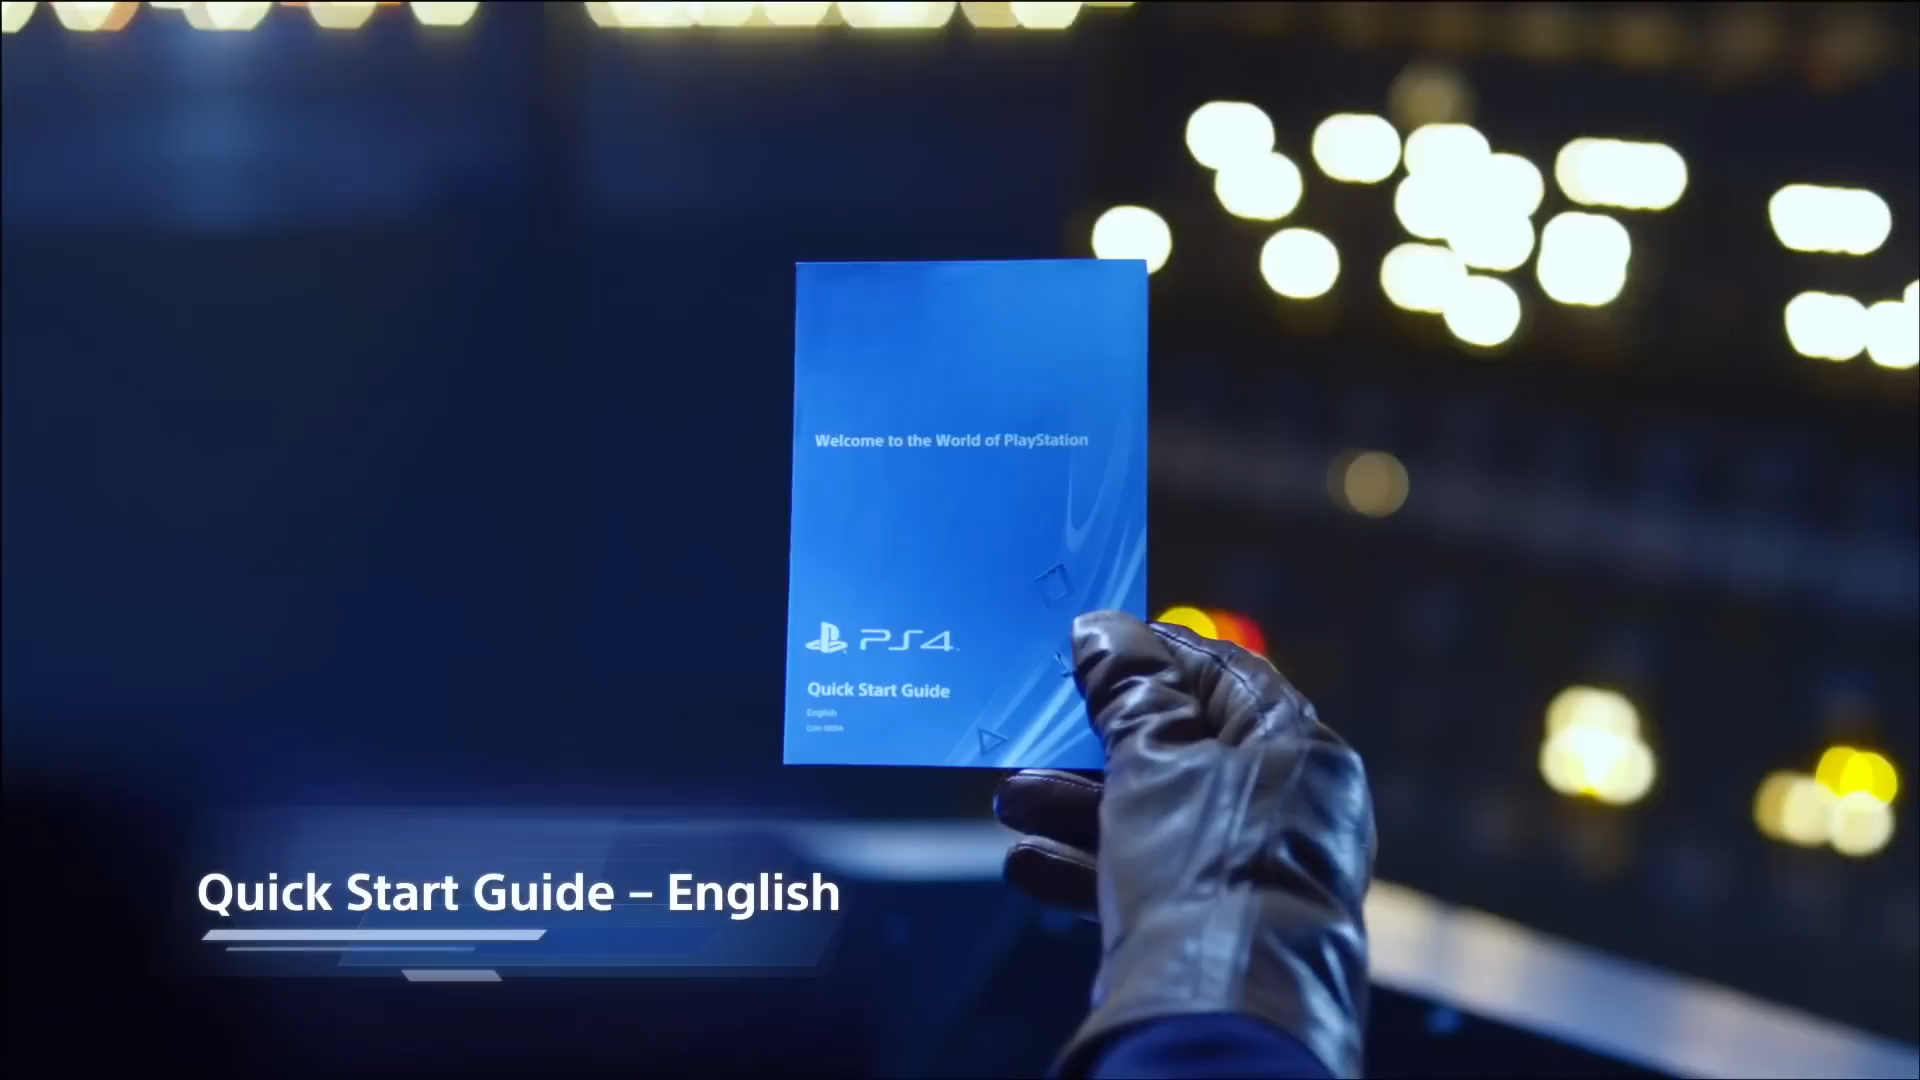 Welcome to the World of PlayStation
PS4
Quick Start Guide
English
Quick Start Guide – English